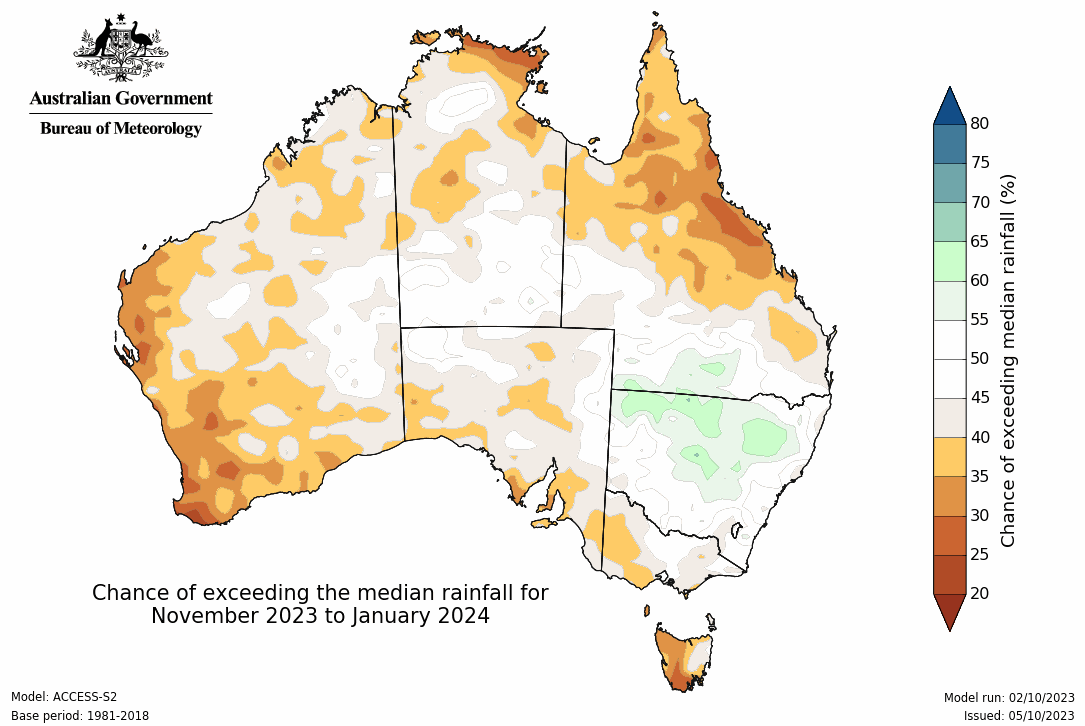 Australian Government
Bureau of Meteorology
80
75
70
65
60
55
50
45
40
35
30
25
20
Chance of exceeding median rainfall (%)
Chance of exceeding the median rainfall for
November 2023 to January 2024
Model: ACCESS-S2
Base period: 1981-2018
Model run: 02/10/2023
Issued: 05/10/2023